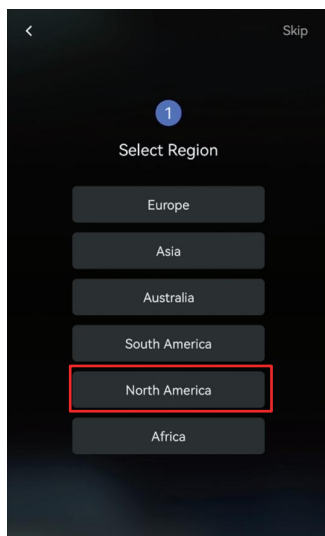 Skip
1
Select Region
Europe
Asia
Australia
South America
North America
Africa